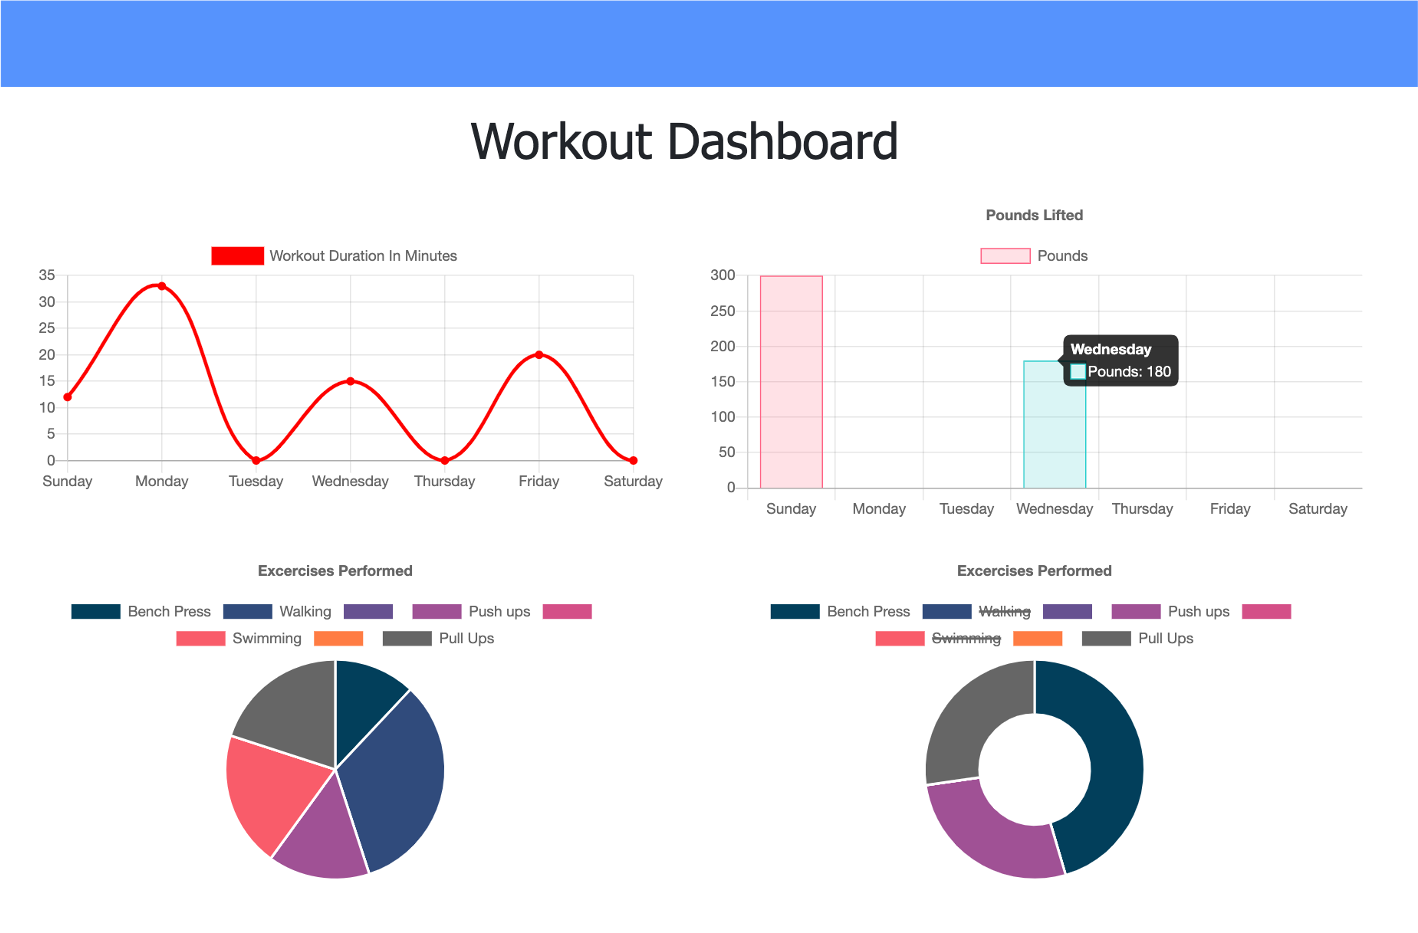 Workout Dashboard
Workout Duration In Minutes
35
30
25
20
15
10
5
0
Sunday Monday Tuesday Wednesday Thursday Friday Saturday
Pounds Lifted
Pounds
300
250
200
150
100
50
0
Wednesday
Pounds: 180
Sunday Monday Tuesday Wednesday Thursday Friday Saturday
Excercises Performed
Bench Press Walking Push ups
Swimming Pull Ups
Excercises Performed
Bench Press Walking Push ups
Swimming Pull Ups